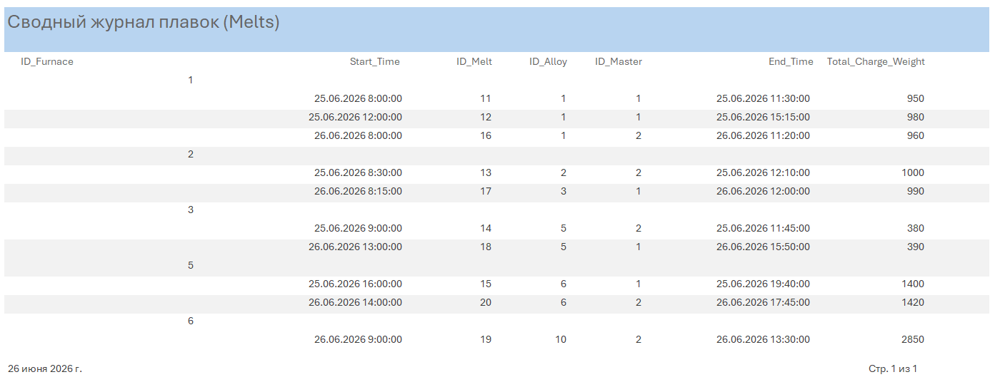 Сводный журнал плавок (Melts)
ID_Furnace Start_Time ID_Melt ID_Alloy ID_Master End_Time Total_Charge_Weight
1
25.06.2026 8:00:00 11 1 1 25.06.2026 11:30:00 950
25.06.2026 12:00:00 12 1 1 25.06.2026 15:15:00 980
26.06.2026 8:00:00 16 1 2 26.06.2026 11:20:00 960
2
25.06.2026 8:30:00 13 2 2 25.06.2026 12:10:00 1000
26.06.2026 8:15:00 17 3 1 26.06.2026 12:00:00 990
3
25.06.2026 9:00:00 14 5 2 25.06.2026 11:45:00 380
26.06.2026 13:00:00 18 5 1 26.06.2026 15:50:00 390
5
25.06.2026 16:00:00 15 6 1 25.06.2026 19:40:00 1400
26.06.2026 14:00:00 20 6 2 26.06.2026 17:45:00 1420
6
26.06.2026 9:00:00 19 10 2 26.06.2026 13:30:00 2850
26 июня 2026 г. Стр. 1 из 1